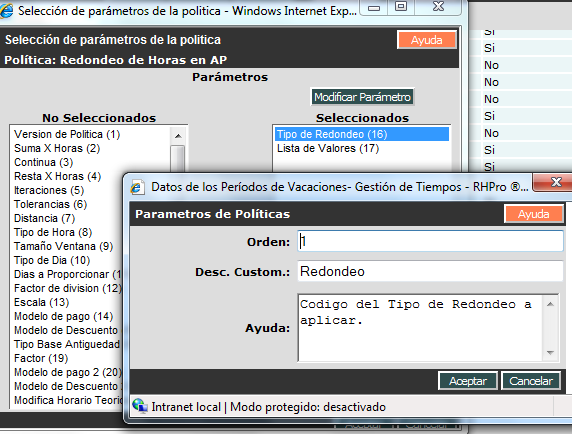 Selección de parámetros de la politica - Windows Internet Exp...
Selección de parámetros de la politica
Ayuda
Política: Redondeo de Horas en AP
Parámetros
Modificar Parámetro
No Seleccionados
Seleccionados
Version de Politica (1)
Suma X Horas (2)
Continua (3)
Resta X Horas (4)
Iteraciones (5)
Tolerancias (6)
Distancia (7)
Tipo de Hora (8)
Tamaño Ventana (9)
Tipo de Dia (10)
Dias a Proporcionar (1
Factor de division (12)
Escala (13)
Modelo de pago (14)
Modelo de Descuento
Tipo Base Antiguedad
Factor (19)
Modelo de pago 2 (20)
Modelo de Descuento
Modifica Horario Teoric
Tipo de Redondeo (16)
Lista de Valores (17)
Si
Si
No
No
No
No
Si
Si
Datos de los Períodos de Vacaciones- Gestión de Tiempos - RHPro ®...
Parametros de Políticas
Ayuda
Orden:
1
Desc. Custom.:
Redondeo
Ayuda:
Codigo del Tipo de Redondeo a
aplicar.
Aceptar
Cancelar
Intranet local | Modo protegido: desactivado
Aceptar
Cancelar